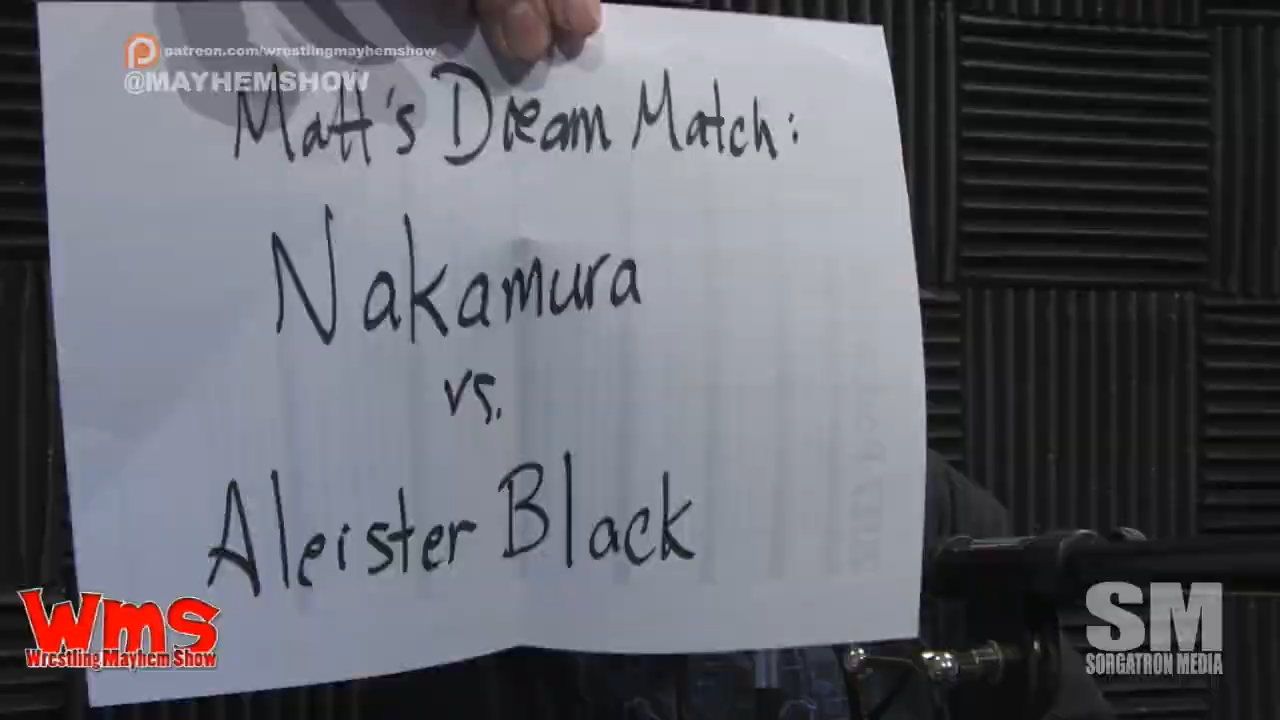 patreon.com/wrestlingmayhemshow
@MAYHEMSHOW
Matt's Dream Match:
Nakamura
vs.
Aleister Black
WMS
Wrestling Mayhem Show
SM
SORGATRON MEDIA